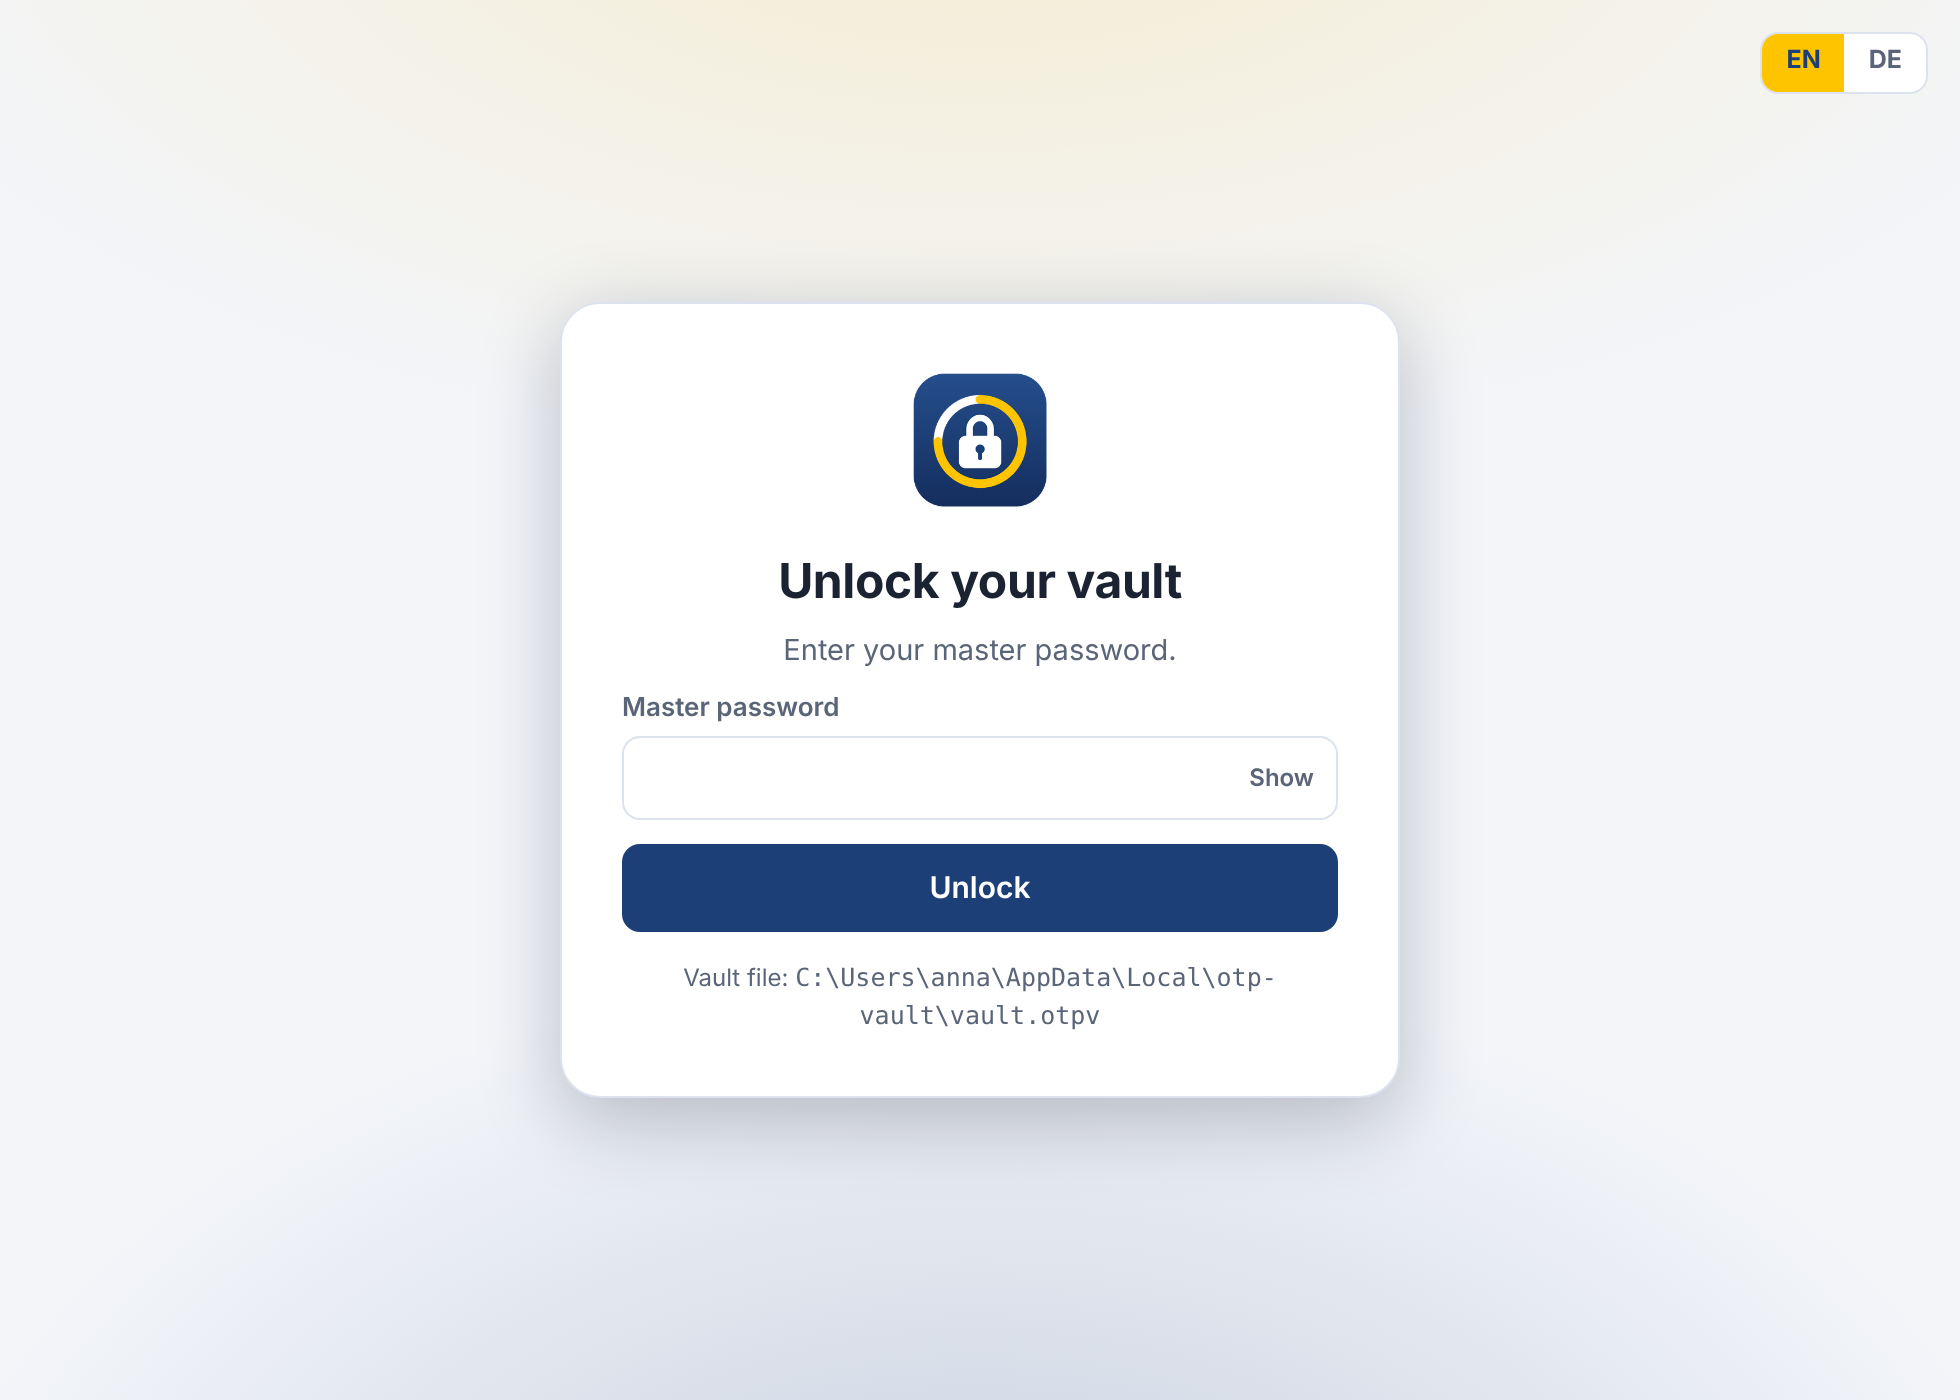 EN DE
Unlock your vault
Enter your master password.
Master password
Show
Unlock
Vault file: C:\Users\anna\AppData\Local\otp-
vault\vault.otpv